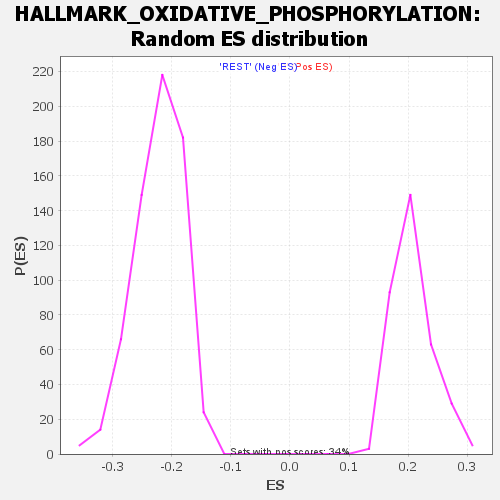 HALLMARK_OXIDATIVE_PHOSPHORYLATION:
Random ES distribution
'REST' (Neg ES) Pos ES)
220
200
180
160
140
120
100
80
60
40
20
0
P(ES)
Sets with pos scores: 34%
-0.3 -0.2 -0.1 0.0 0.1 0.2 0.3
ES